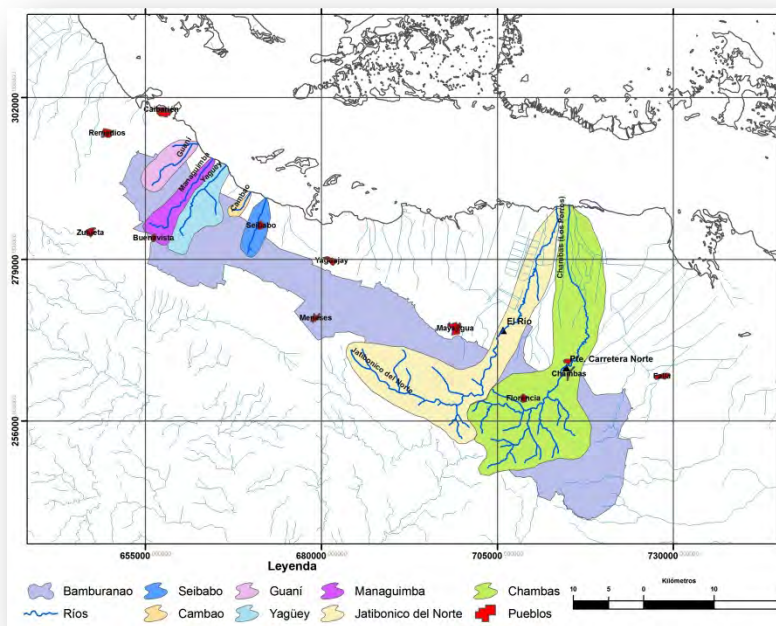 302000
279000
256000
Caibarién
Remedios
Guaní
Managuimba
Yagüey
Cambao
Zulueta
Buenavista
Seibabo
Yaguajay
Chambas (Los Perros)
Meneses
Mayajigua
El Río
Jatibonico del Norte
Pte. Carretera Norte
Chambas
Florencia
655000
680000
705000
730000
Leyenda
Kilómetros
Bamburanao
Seibabo
Guaní
Managuimba
Chambas
10 5 0 10
Ríos
Cambao
Yagüey
Jatibonico del Norte
Pueblos